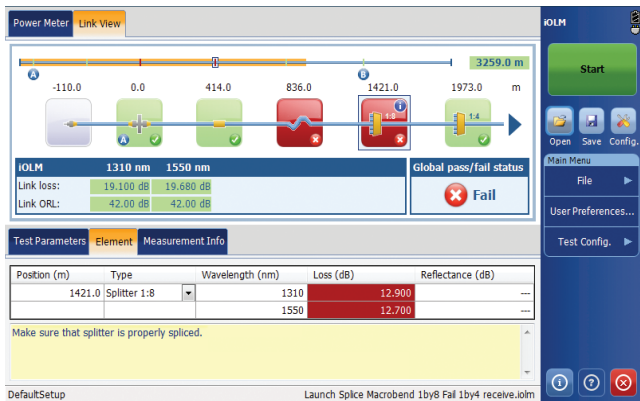 Power Meter Link View
iOLM
3259.0 m
A B
-110.0 0.0 414.0 836.0 1421.0 1973.0 m
Start
1:8 1:4
A
Open Save Config.
iOLM 1310 nm 1550 nm Global pass/fail status
Link loss: 19.100 dB 19.680 dB
Link ORL: 42.00 dB 42.00 dB
Fail
Main Menu
File
User Preferences...
Test Config.
Test Parameters Element Measurement Info
Position (m) Type Wavelength (nm) Loss (dB) Reflectance (dB)
1421.0 Splitter 1:8 1310 12.900 ---
1550 12.700 ---
Make sure that splitter is properly spliced.
DefaultSetup Launch Splice Macrobend 1by8 Fail 1by4 receive.iolm